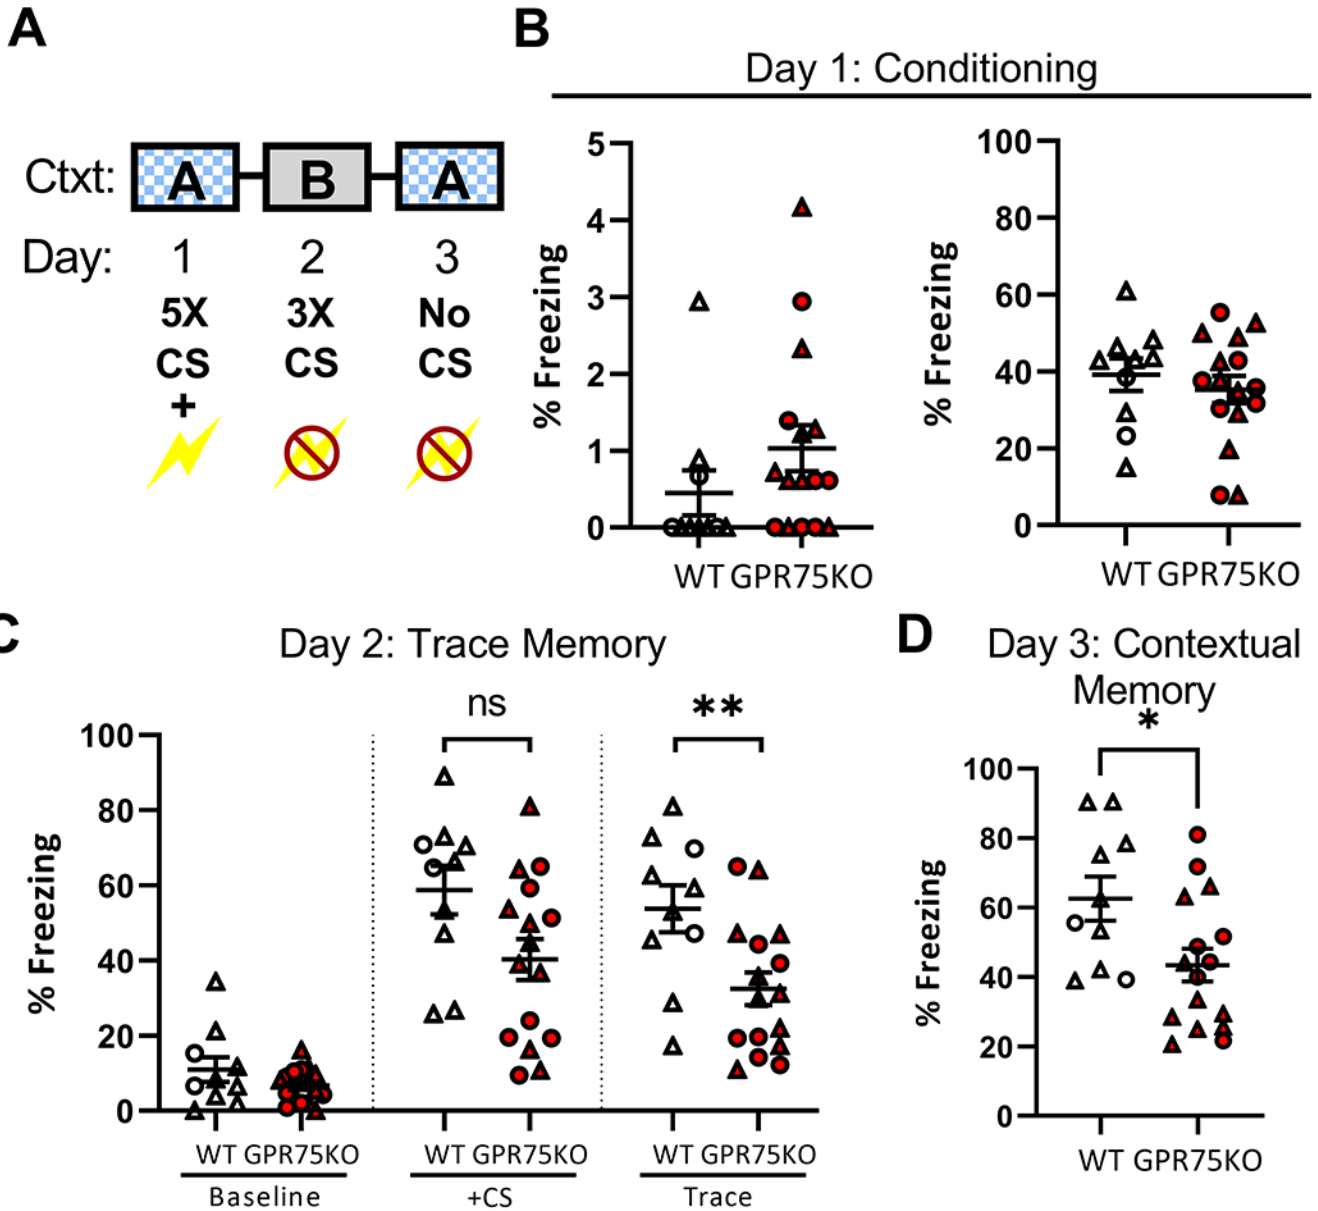 A
Ctxt: A B A
Day: 1 2 3
5X 3X No
CS CS CS
+
B
Day 1: Conditioning
% Freezing
5
4
3
2
1
0
WT GPR75KO
% Freezing
100
80
60
40
20
0
WT GPR75KO
C
Day 2: Trace Memory
ns **
% Freezing
100
80
60
40
20
0
WT GPR75KO WT GPR75KO WT GPR75KO
Baseline +CS Trace
D
Day 3: Contextual
Memory
*
% Freezing
100
80
60
40
20
0
WT GPR75KO